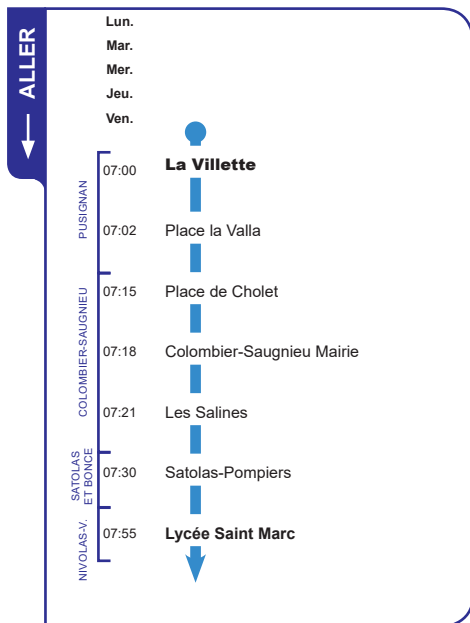 ALLER
Lun.
Mar.
Mer.
Jeu.
Ven.
PUSIGNAN
07:00 La Villette
07:02 Place la Valla
COLOMBIER-SAUGNIEU
07:15 Place de Cholet
07:18 Colombier-Saugnieu Mairie
07:21 Les Salines
SATOLAS
ET BONCE
07:30 Satolas-Pompiers
NIVOLAS-V.
07:55 Lycée Saint Marc